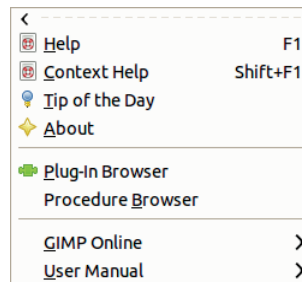 Help F1
Context Help Shift+F1
Tip of the Day
About
Plug-In Browser
Procedure Browser
GIMP Online
User Manual